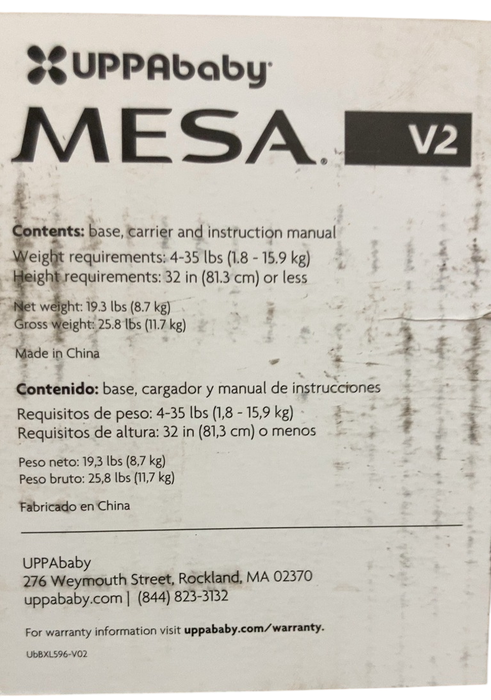 UPPAbaby
MESA. V2
Contents: base, carrier and instruction manual
Weight requirements: 4-35 lbs (1.8 - 15.9 kg)
Height requirements: 32 in (81.3 cm) or less
Net weight: 19.3 lbs (8.7 kg)
Gross weight: 25.8 lbs (11.7 kg)
Made in China
Contenido: base, cargador y manual de instrucciones
Requisitos de peso: 4-35 lbs (1,8 - 15,9 kg)
Requisitos de altura: 32 in (81,3 cm) o menos
Peso neto: 19,3 lbs (8,7 kg)
Peso bruto: 25,8 lbs (11,7 kg)
Fabricado en China
UPPAbaby
276 Weymouth Street, Rockland, MA 02370
uppababy.com | (844) 823-3132
For warranty information visit uppababy.com/warranty.
UbBXL596-V02